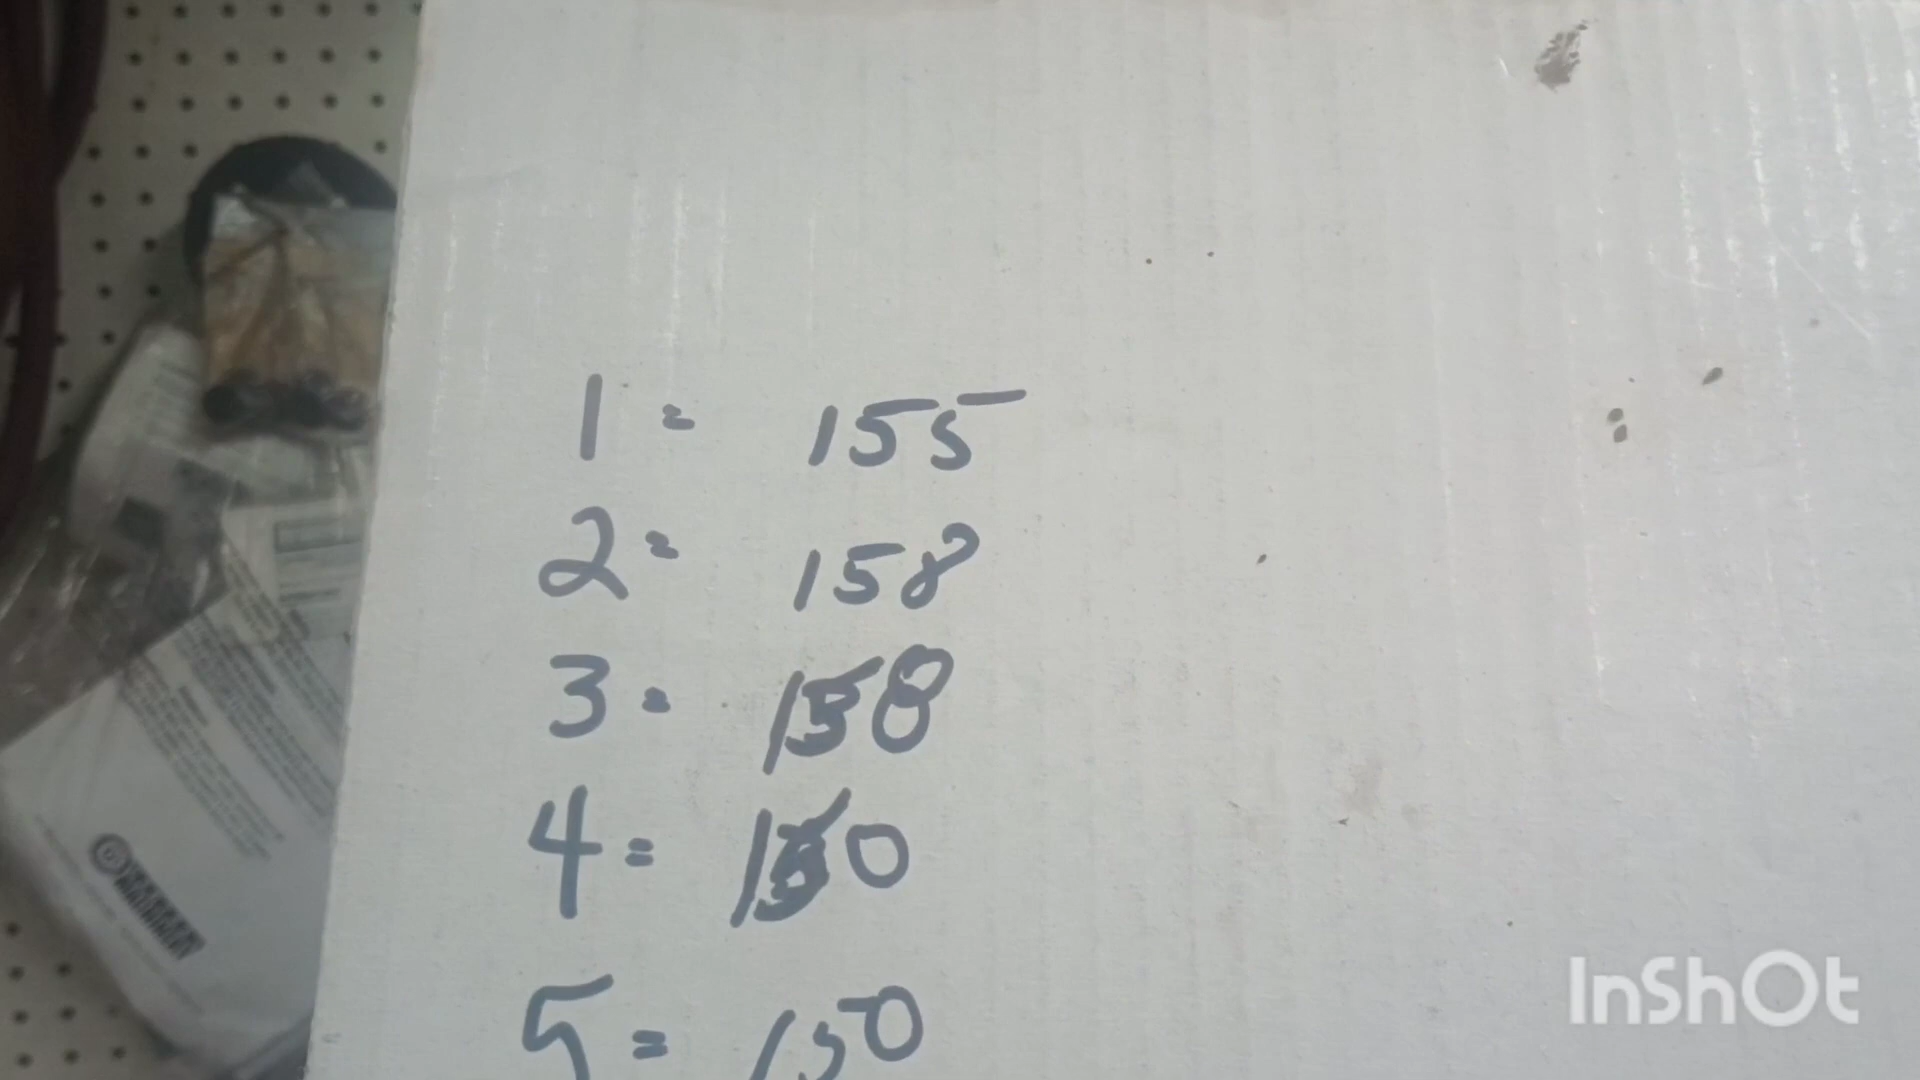 1 = 155
2 = 158
3 = 158
4 = 150
5 = 150
InShOt